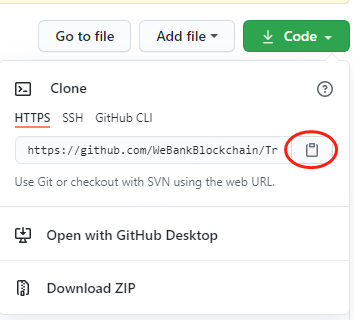 Go to file Add file Code
Clone
HTTPS SSH GitHub CLI
https://github.com/WeBankBlockchain/Tr
Use Git or checkout with SVN using the web URL.
Open with GitHub Desktop
Download ZIP